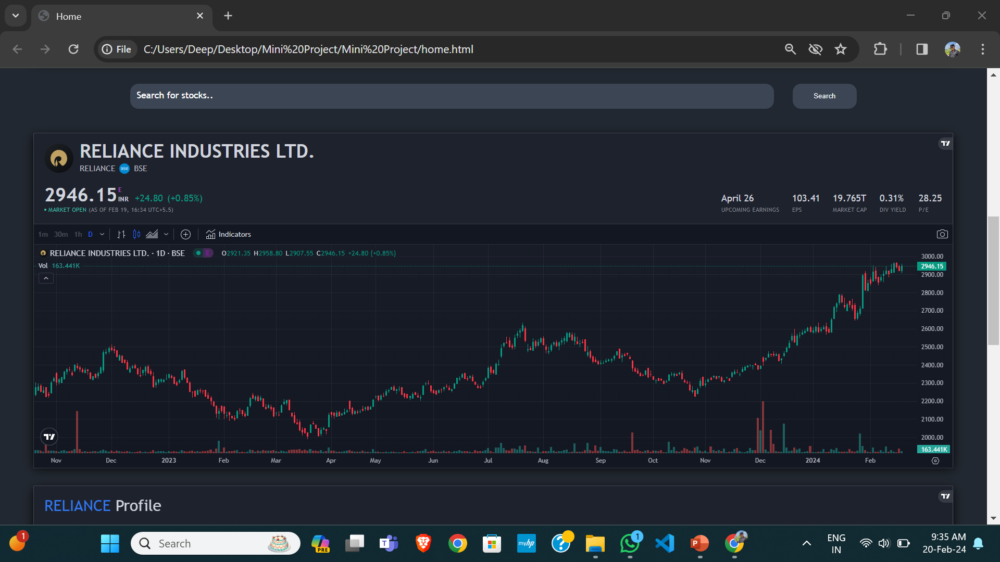 Home
File C:/Users/Deep/Desktop/Mini%20Project/Mini%20Project/home.html
Search for stocks..
Search
RELIANCE INDUSTRIES LTD.
RELIANCE BSE BSE
2946.15 E INR +24.80 (+0.85%)
• MARKET OPEN (AS OF FEB 19, 16:34 UTC+5.5)
April 26 103.41 19.765T 0.31% 28.25
UPCOMING EARNINGS EPS MARKET CAP DIV YIELD P/E
1m 30m 1h D Indicators
RELIANCE INDUSTRIES LTD. · 1D · BSE E O2921.35 H2958.80 L2907.55 C2946.15 +24.80 (+0.85%)
Vol 163.441K
3000.00
2946.15
2900.00
2800.00
2700.00
2600.00
2500.00
2400.00
2300.00
2200.00
2100.00
2000.00
163.441K
Nov Dec 2023 Feb Mar Apr May Jun Jul Aug Sep Oct Nov Dec 2024 Feb
RELIANCE Profile
1
Search
PRE
T
myhp
?
1
P
ENG
IN
9:35 AM
20-Feb-24